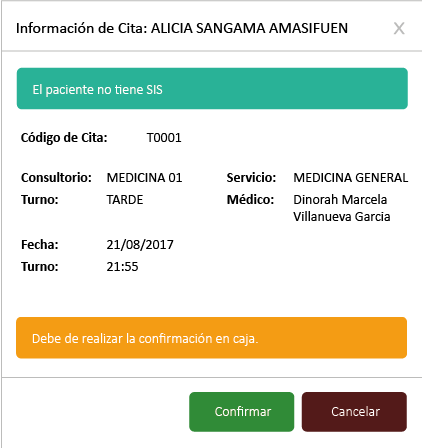 Información de Cita: ALICIA SANGAMA AMASIFUEN X
El paciente no tiene SIS
Código de Cita: T0001
Consultorio: MEDICINA 01 Servicio: MEDICINA GENERAL
Turno: TARDE Médico: Dinorah Marcela
Villanueva Garcia
Fecha: 21/08/2017
Turno: 21:55
Debe de realizar la confirmación en caja.
Confirmar Cancelar